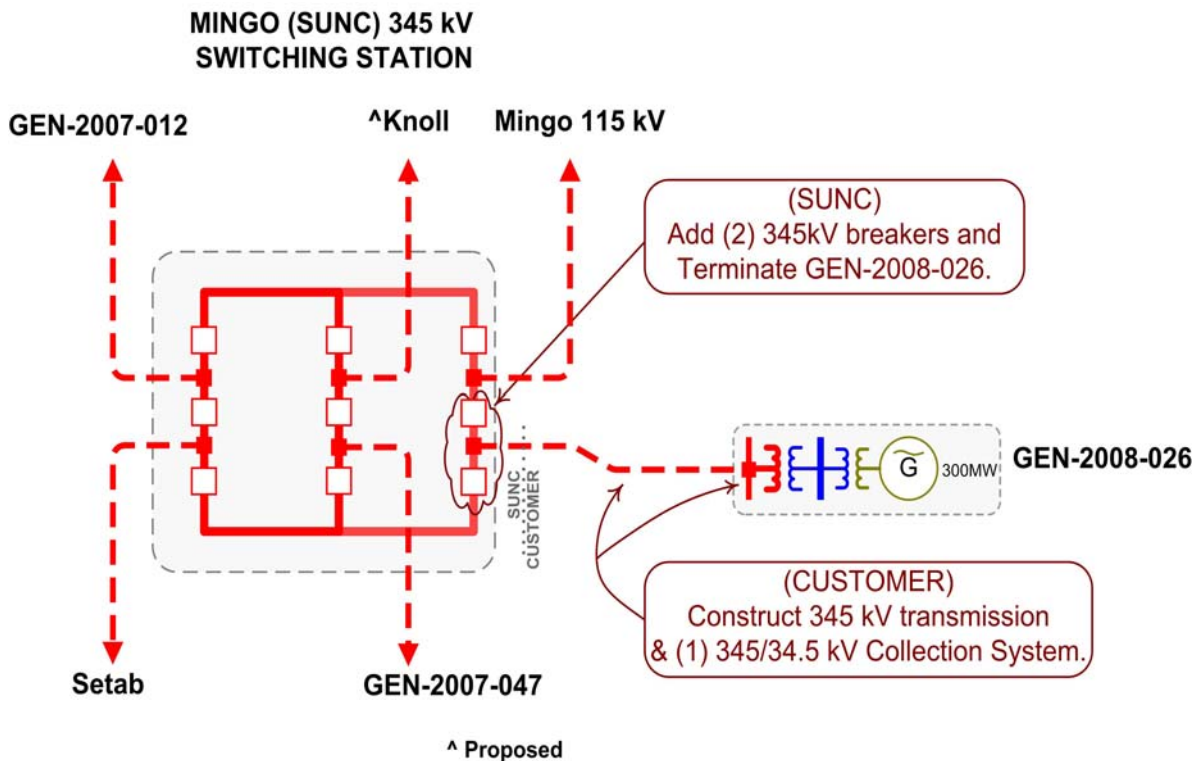 MINGO (SUNC) 345 kV
SWITCHING STATION
GEN-2007-012
^Knoll
Mingo 115 kV
(SUNC)
Add (2) 345kV breakers and
Terminate GEN-2008-026.
SUNC
CUSTOMER
G
300MW
GEN-2008-026
(CUSTOMER)
Construct 345 kV transmission
& (1) 345/34.5 kV Collection System.
Setab
GEN-2007-047
^ Proposed